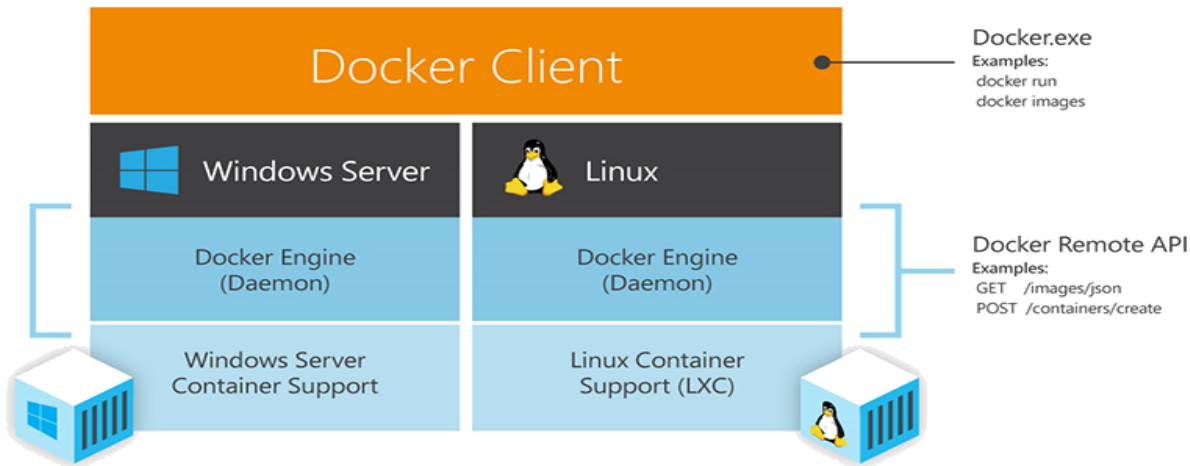 Docker Client
Docker.exe
Examples:
docker run
docker images
Windows Server
Linux
Docker Engine
(Daemon)
Docker Engine
(Daemon)
Docker Remote API
Examples:
GET /images/json
POST /containers/create
Windows Server
Container Support
Linux Container
Support (LXC)